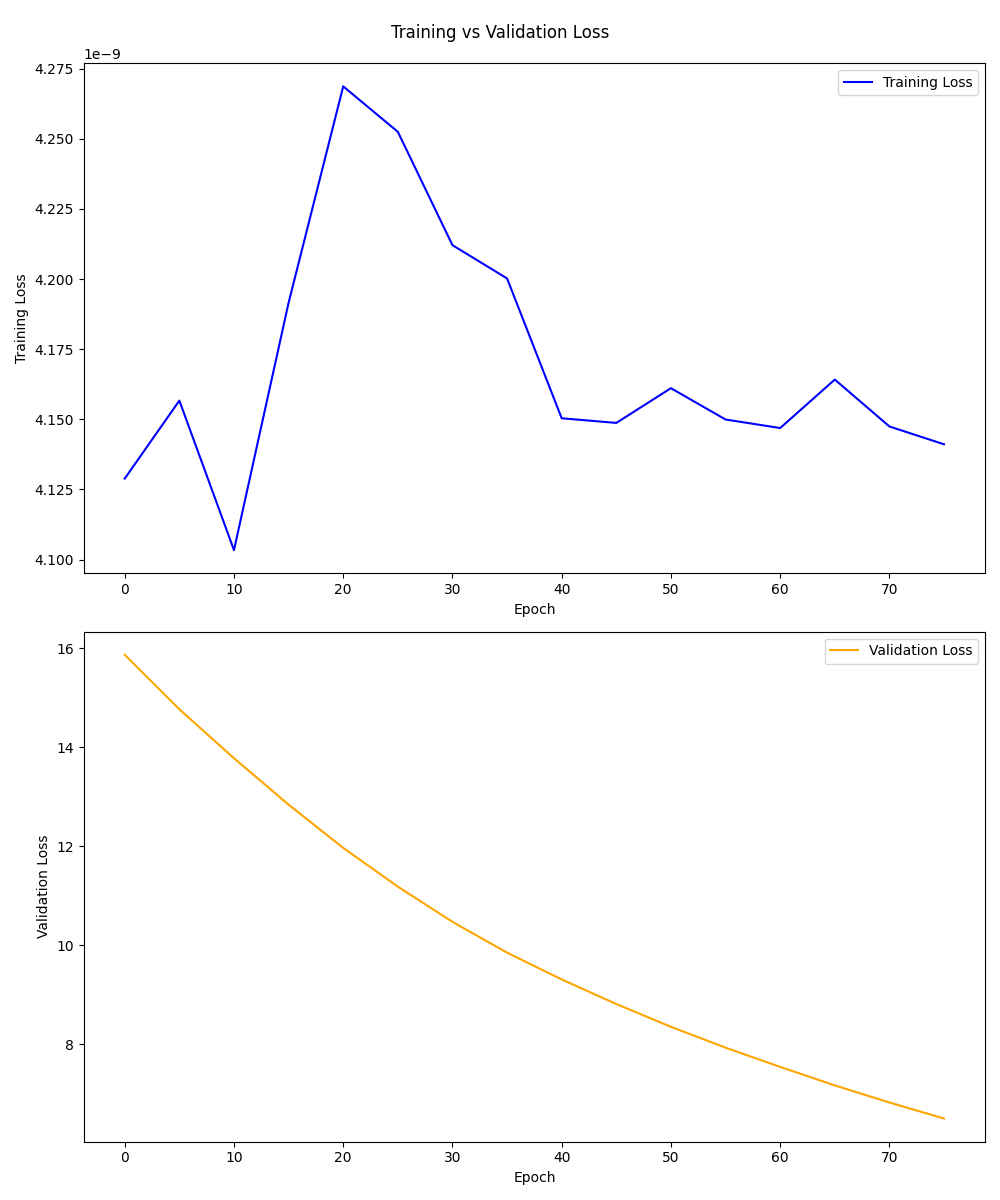 Training vs Validation Loss
1e−9
4.275
4.250
4.225
4.200
4.175
4.150
4.125
4.100
Training Loss
Training Loss
0 10 20 30 40 50 60 70
Epoch
16
14
12
10
8
Validation Loss
Validation Loss
0 10 20 30 40 50 60 70
Epoch